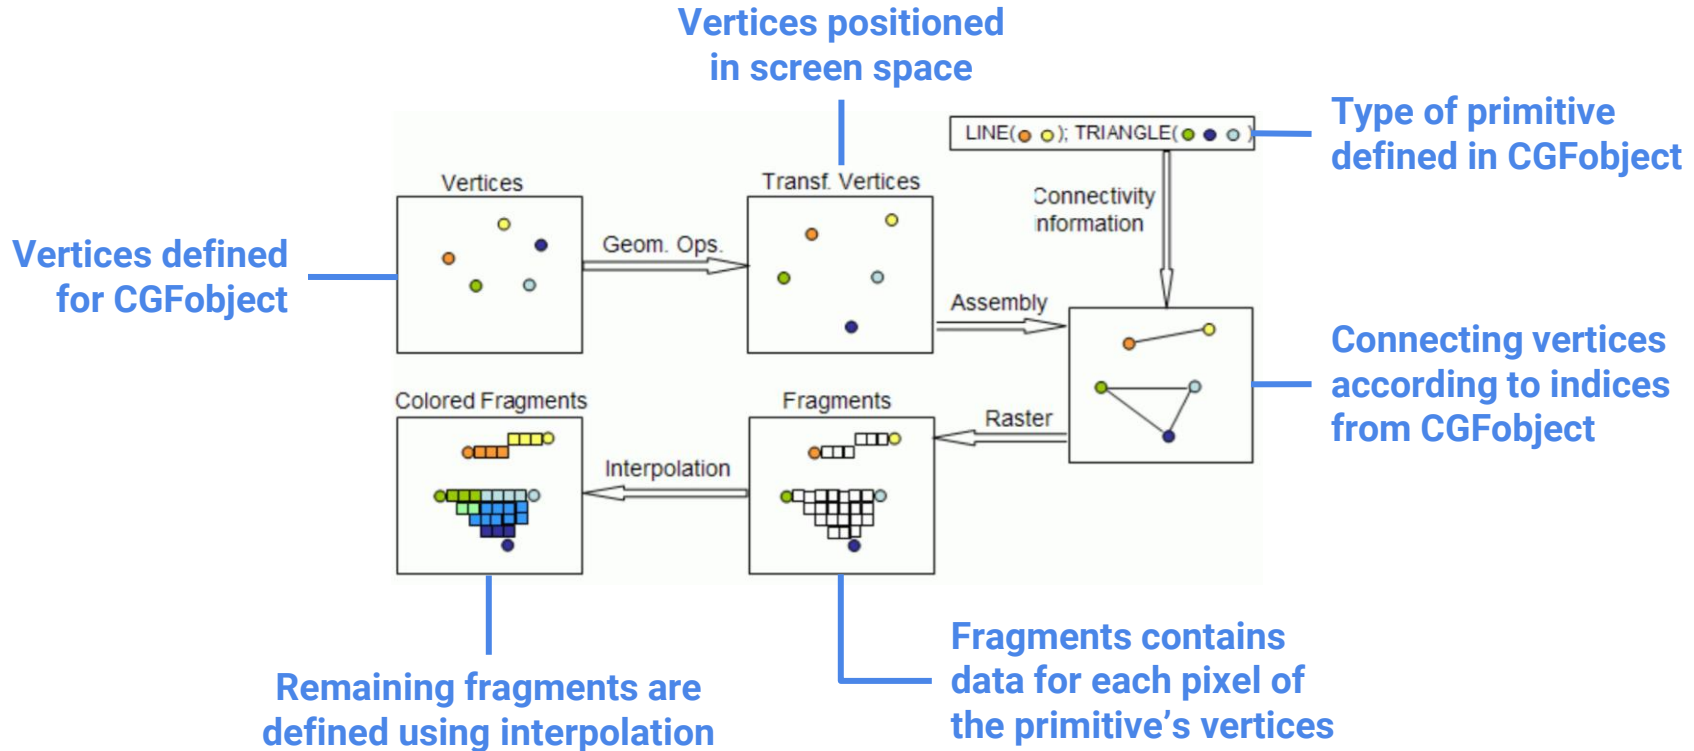 Vertices positioned
in screen space
LINE( ); TRIANGLE( )
Type of primitive
defined in CGFobject
Vertices
Transf. Vertices
Connectivity
information
Vertices defined
for CGFobject
Geom. Ops.
Assembly
Connecting vertices
according to indices
from CGFobject
Colored Fragments
Fragments
Raster
Interpolation
Fragments contains
data for each pixel of
the primitive’s vertices
Remaining fragments are
defined using interpolation